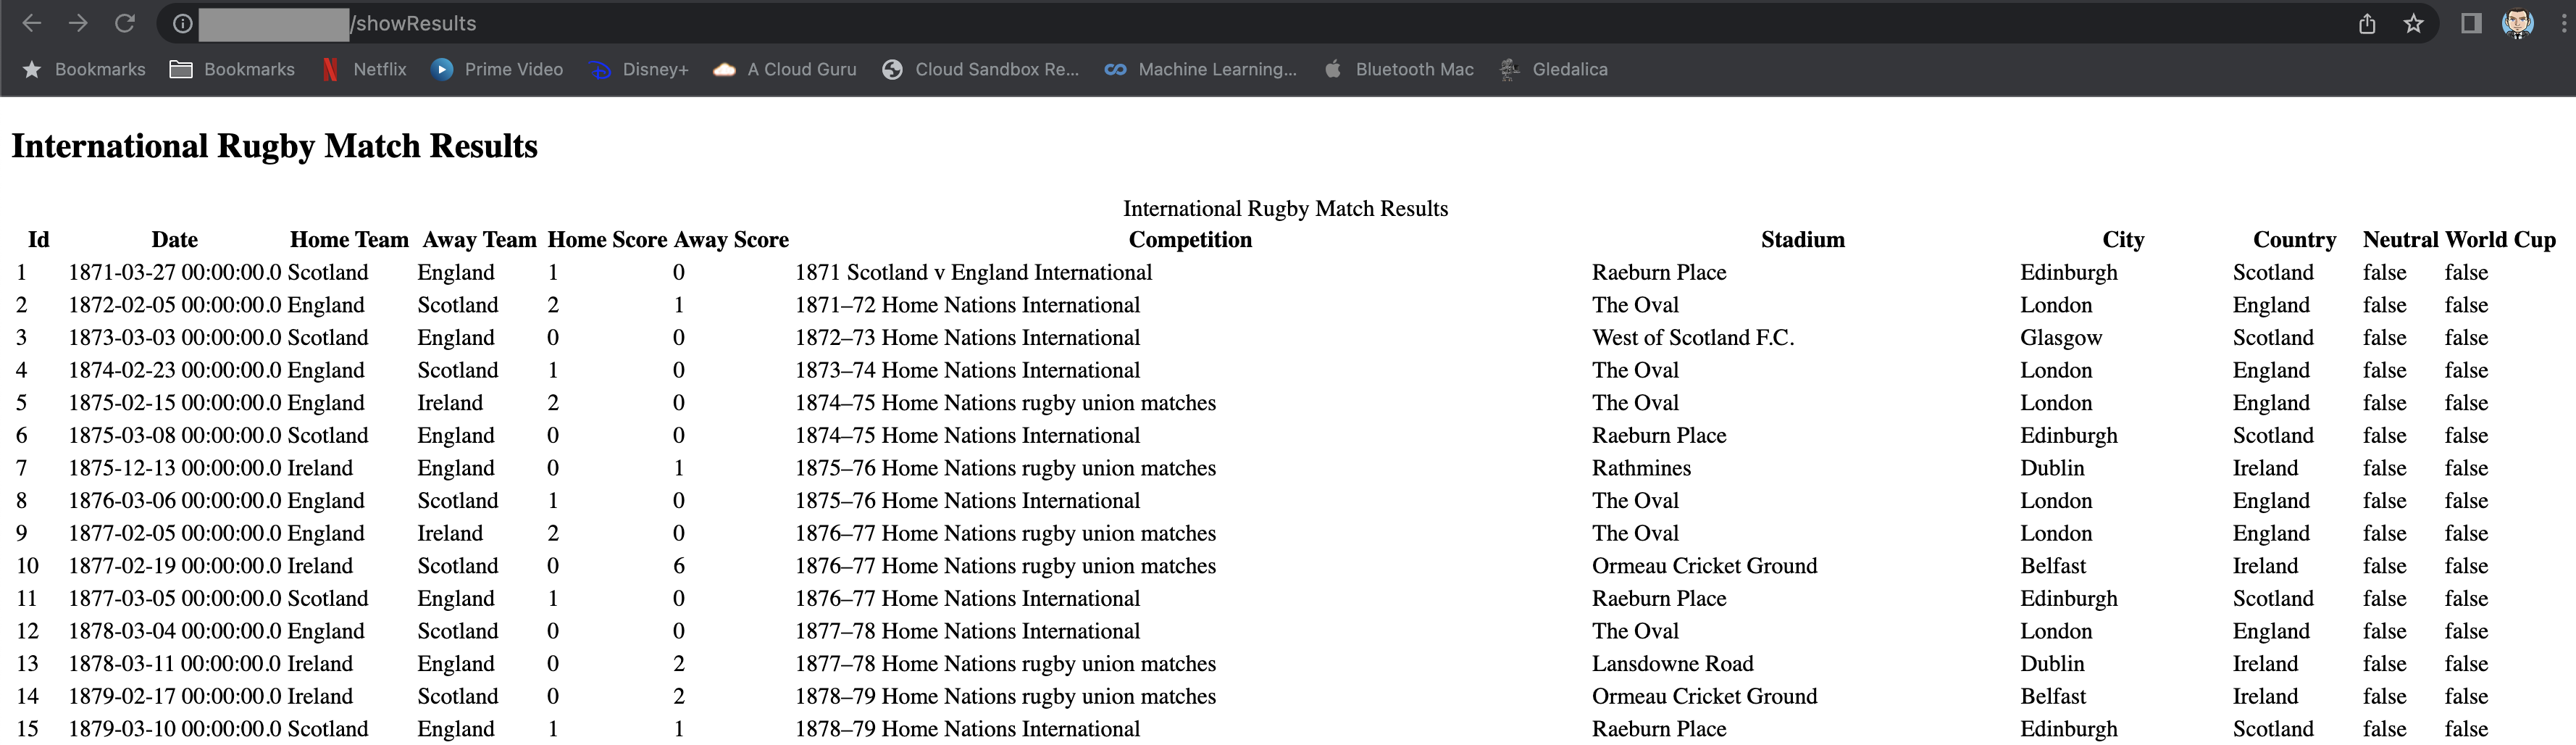 /showResults
Bookmarks Bookmarks Netflix Prime Video Disney+ A Cloud Guru Cloud Sandbox Re... Machine Learning... Bluetooth Mac Gledalica
International Rugby Match Results
International Rugby Match Results
Id Date Home Team Away Team Home Score Away Score Competition Stadium City Country Neutral World Cup
1 1871-03-27 00:00:00.0 Scotland England 1 0 1871 Scotland v England International Raeburn Place Edinburgh Scotland false false
2 1872-02-05 00:00:00.0 England Scotland 2 1 1871–72 Home Nations International The Oval London England false false
3 1873-03-03 00:00:00.0 Scotland England 0 0 1872–73 Home Nations International West of Scotland F.C. Glasgow Scotland false false
4 1874-02-23 00:00:00.0 England Scotland 1 0 1873–74 Home Nations International The Oval London England false false
5 1875-02-15 00:00:00.0 England Ireland 2 0 1874–75 Home Nations rugby union matches The Oval London England false false
6 1875-03-08 00:00:00.0 Scotland England 0 0 1874–75 Home Nations International Raeburn Place Edinburgh Scotland false false
7 1875-12-13 00:00:00.0 Ireland England 0 1 1875–76 Home Nations rugby union matches Rathmines Dublin Ireland false false
8 1876-03-06 00:00:00.0 England Scotland 1 0 1875–76 Home Nations International The Oval London England false false
9 1877-02-05 00:00:00.0 England Ireland 2 0 1876–77 Home Nations rugby union matches The Oval London England false false
10 1877-02-19 00:00:00.0 Ireland Scotland 0 6 1876–77 Home Nations rugby union matches Ormeau Cricket Ground Belfast Ireland false false
11 1877-03-05 00:00:00.0 Scotland England 1 0 1876–77 Home Nations International Raeburn Place Edinburgh Scotland false false
12 1878-03-04 00:00:00.0 England Scotland 0 0 1877–78 Home Nations International The Oval London England false false
13 1878-03-11 00:00:00.0 Ireland England 0 2 1877–78 Home Nations rugby union matches Lansdowne Road Dublin Ireland false false
14 1879-02-17 00:00:00.0 Ireland Scotland 0 2 1878–79 Home Nations rugby union matches Ormeau Cricket Ground Belfast Ireland false false
15 1879-03-10 00:00:00.0 Scotland England 1 1 1878–79 Home Nations International Raeburn Place Edinburgh Scotland false false